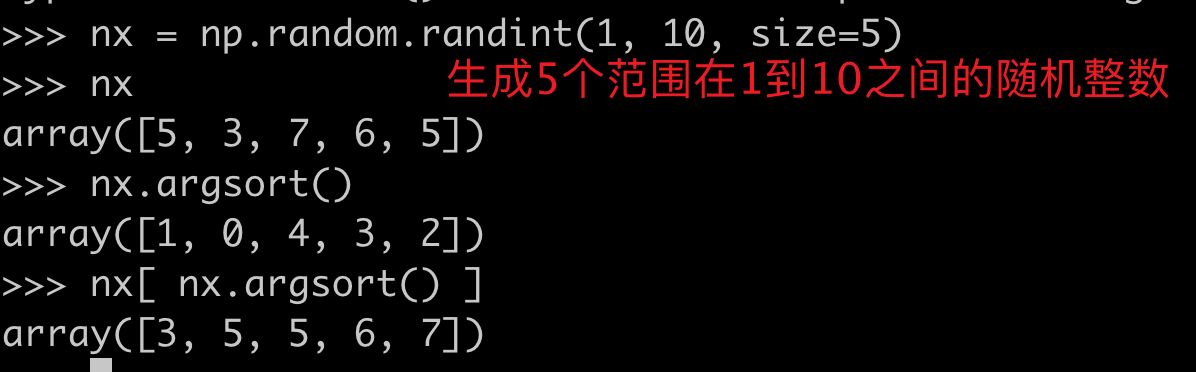 >>> nx = np.random.randint(1, 10, size=5)
>>> nx
生成5个范围在1到10之间的随机整数
array([5, 3, 7, 6, 5])
>>> nx.argsort()
array([1, 0, 4, 3, 2])
>>> nx[ nx.argsort() ]
array([3, 5, 5, 6, 7])